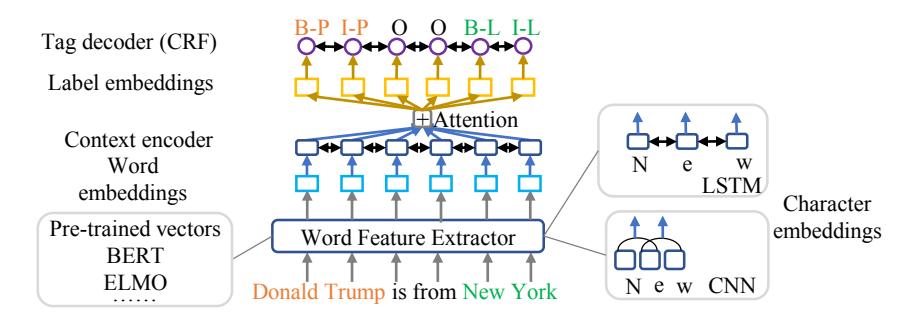 B-P I-P O O B-L I-L
Tag decoder (CRF)
Label embeddings
+ Attention
Context encoder
Word
embeddings
N e w
LSTM
Character
embeddings
Pre-trained vectors
BERT
ELMO
……
Word Feature Extractor
N e w CNN
Donald Trump is from New York